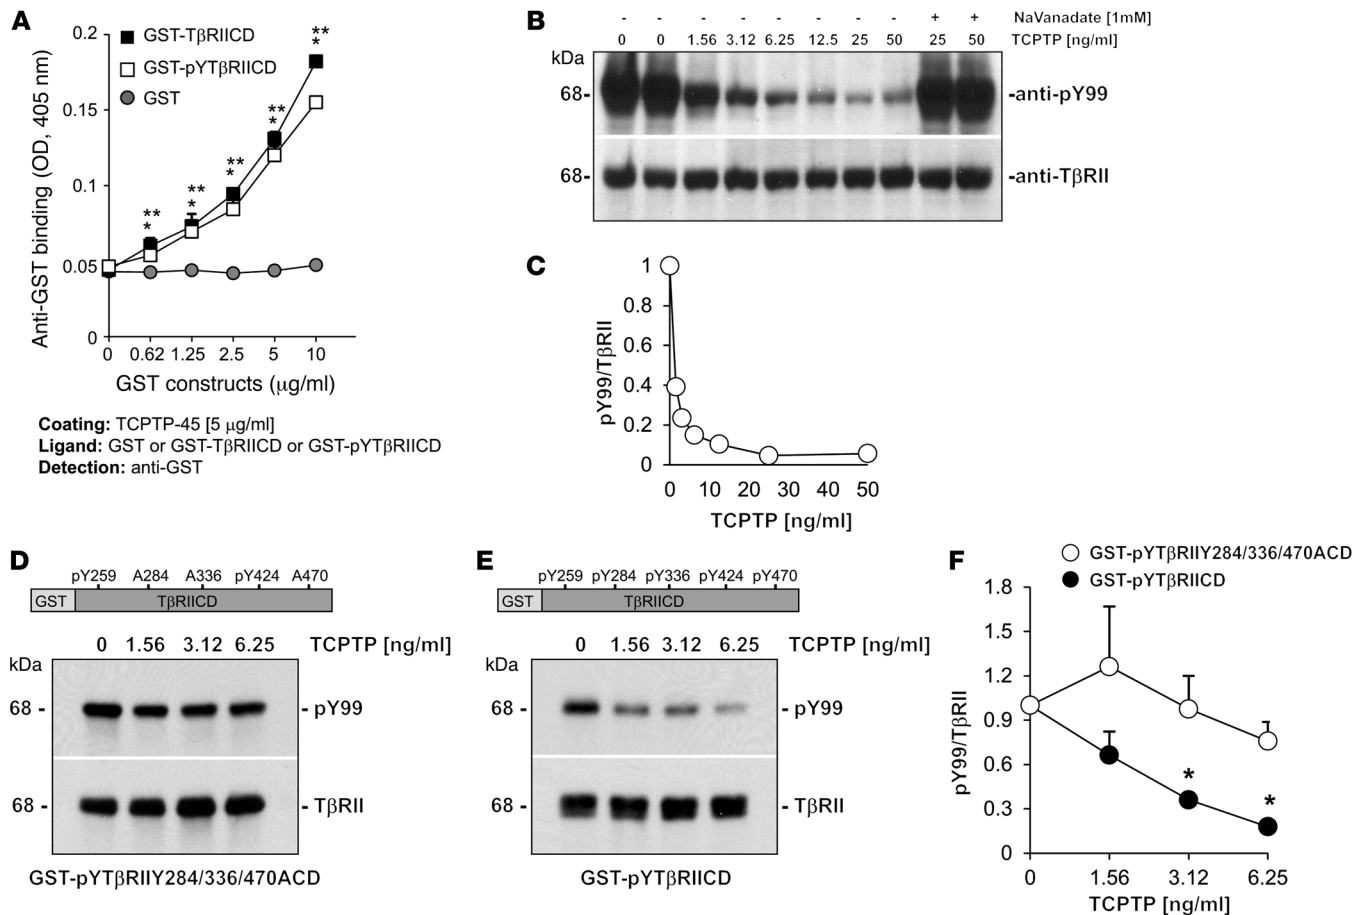 A
Anti-GST binding (OD, 405 nm)
0.2
0.15
0.1
0.05
0
GST-TβRIICD
GST-pYTβRIICD
GST
** ** ** ** **
* * * * *
0 0.62 1.25 2.5 5 10
GST constructs (μg/ml)
Coating: TCPTP-45 [5 μg/ml]
Ligand: GST or GST-TβRIICD or GST-pYTβRIICD
Detection: anti-GST
B
- - - - - - - - + + NaVanadate [1mM]
0 0 1.56 3.12 6.25 12.5 25 50 25 50 TCPTP [ng/ml]
kDa
68- -anti-pY99
68- -anti-TβRII
C
pY99/TβRII
1
0.8
0.6
0.4
0.2
0
0 10 20 30 40 50
TCPTP [ng/ml]
D
pY259 A284 A336 pY424 A470
GST TβRIICD
0 1.56 3.12 6.25 TCPTP [ng/ml]
kDa
68 - - pY99
68 - - TβRII
GST-pYTβRIIY284/336/470ACD
E
pY259 pY284 pY336 pY424 pY470
GST TβRIICD
0 1.56 3.12 6.25 TCPTP [ng/ml]
kDa
68 - - pY99
68 - - TβRII
GST-pYTβRIICD
F
GST-pYTβRIIY284/336/470ACD
GST-pYTβRIICD
pY99/TβRII
1.8
1.5
1.2
0.9
0.6
0.3
0
* *
0 1.56 3.12 6.25
TCPTP [ng/ml]